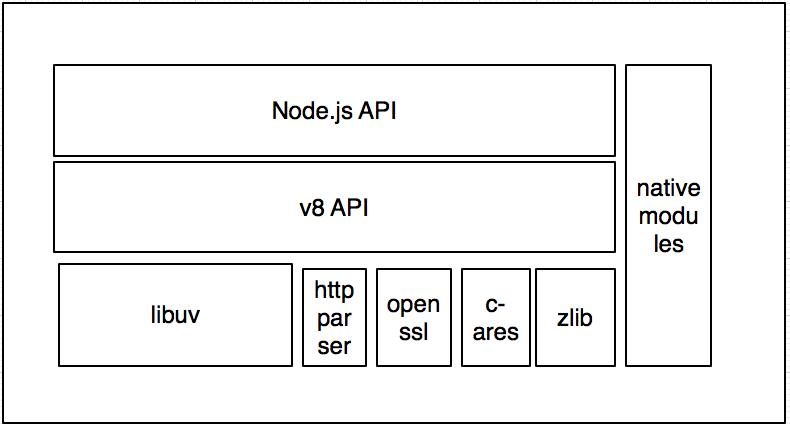 Node.js API
v8 API
native
modu
les
libuv
http
par
ser
open
ssl
c-
ares
zlib